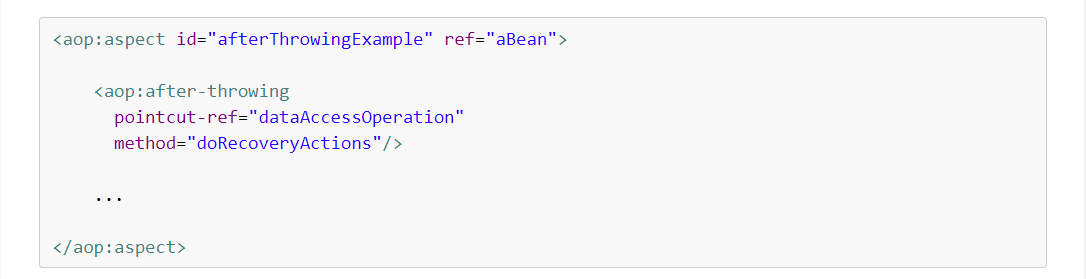 <aop:aspect id="afterThrowingExample" ref="aBean">
<aop:after-throwing
pointcut-ref="dataAccessOperation"
method="doRecoveryActions"/>
...
</aop:aspect>